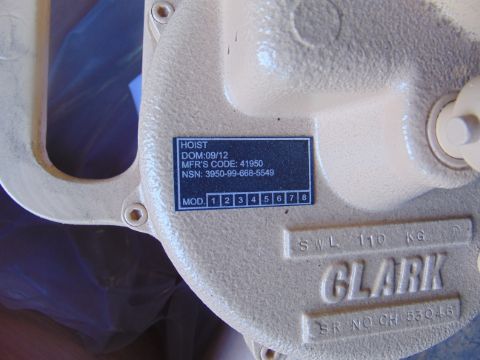 HOIST
DOM:09/12
MFR'S CODE: 41950
NSN: 3950-99-668-5549
MOD. 1 2 3 4 5 6 7 8
SWL 110 KG
CLARK
SR NO CH 53046